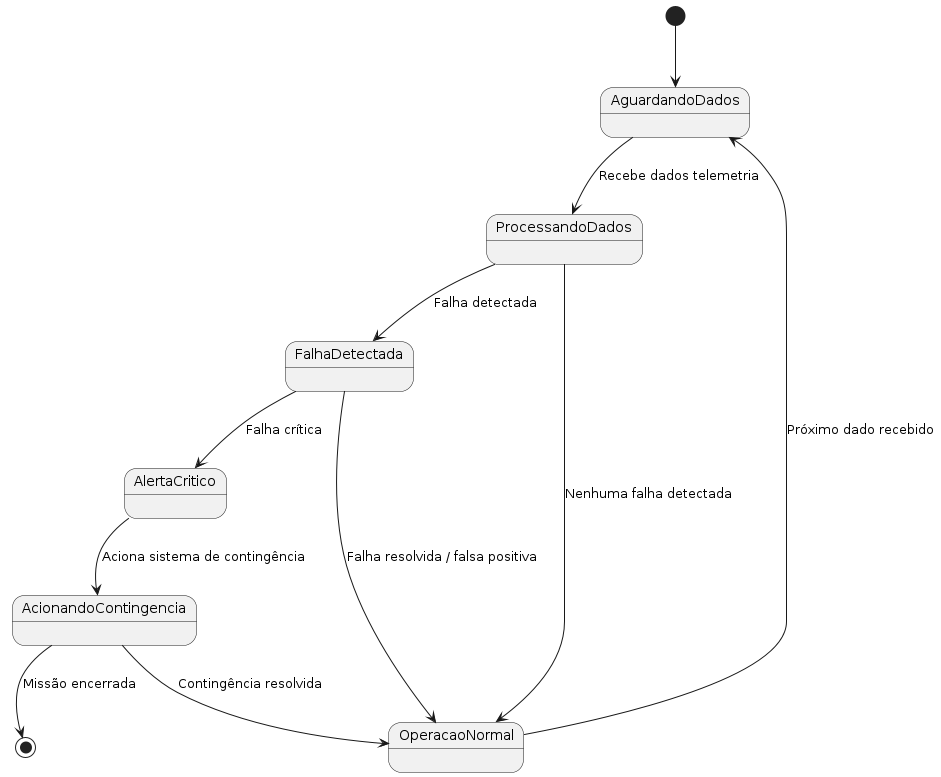 AguardandoDados
Recebe dados telemetria
ProcessandoDados
Falha detectada
FalhaDetectada
Falha crítica
Próximo dado recebido
AlertaCritico
Nenhuma falha detectada
Aciona sistema de contingência
Falha resolvida / falsa positiva
AcionandoContingencia
Missão encerrada
Contingência resolvida
OperacaoNormal